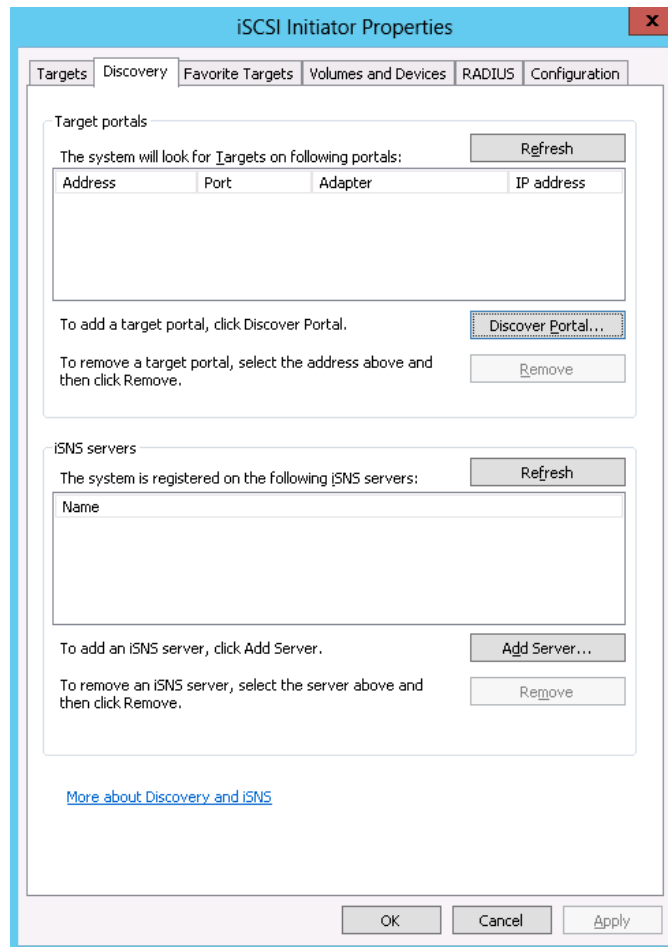 iSCSI Initiator Properties
x
Targets Discovery Favorite Targets Volumes and Devices RADIUS Configuration
Target portals
The system will look for Targets on following portals:
Refresh
Address Port Adapter IP address
To add a target portal, click Discover Portal.
Discover Portal...
To remove a target portal, select the address above and
then click Remove.
Remove
iSNS servers
The system is registered on the following iSNS servers:
Refresh
Name
To add an iSNS server, click Add Server.
Add Server...
To remove an iSNS server, select the server above and
then click Remove.
Remove
More about Discovery and iSNS
OK Cancel Apply